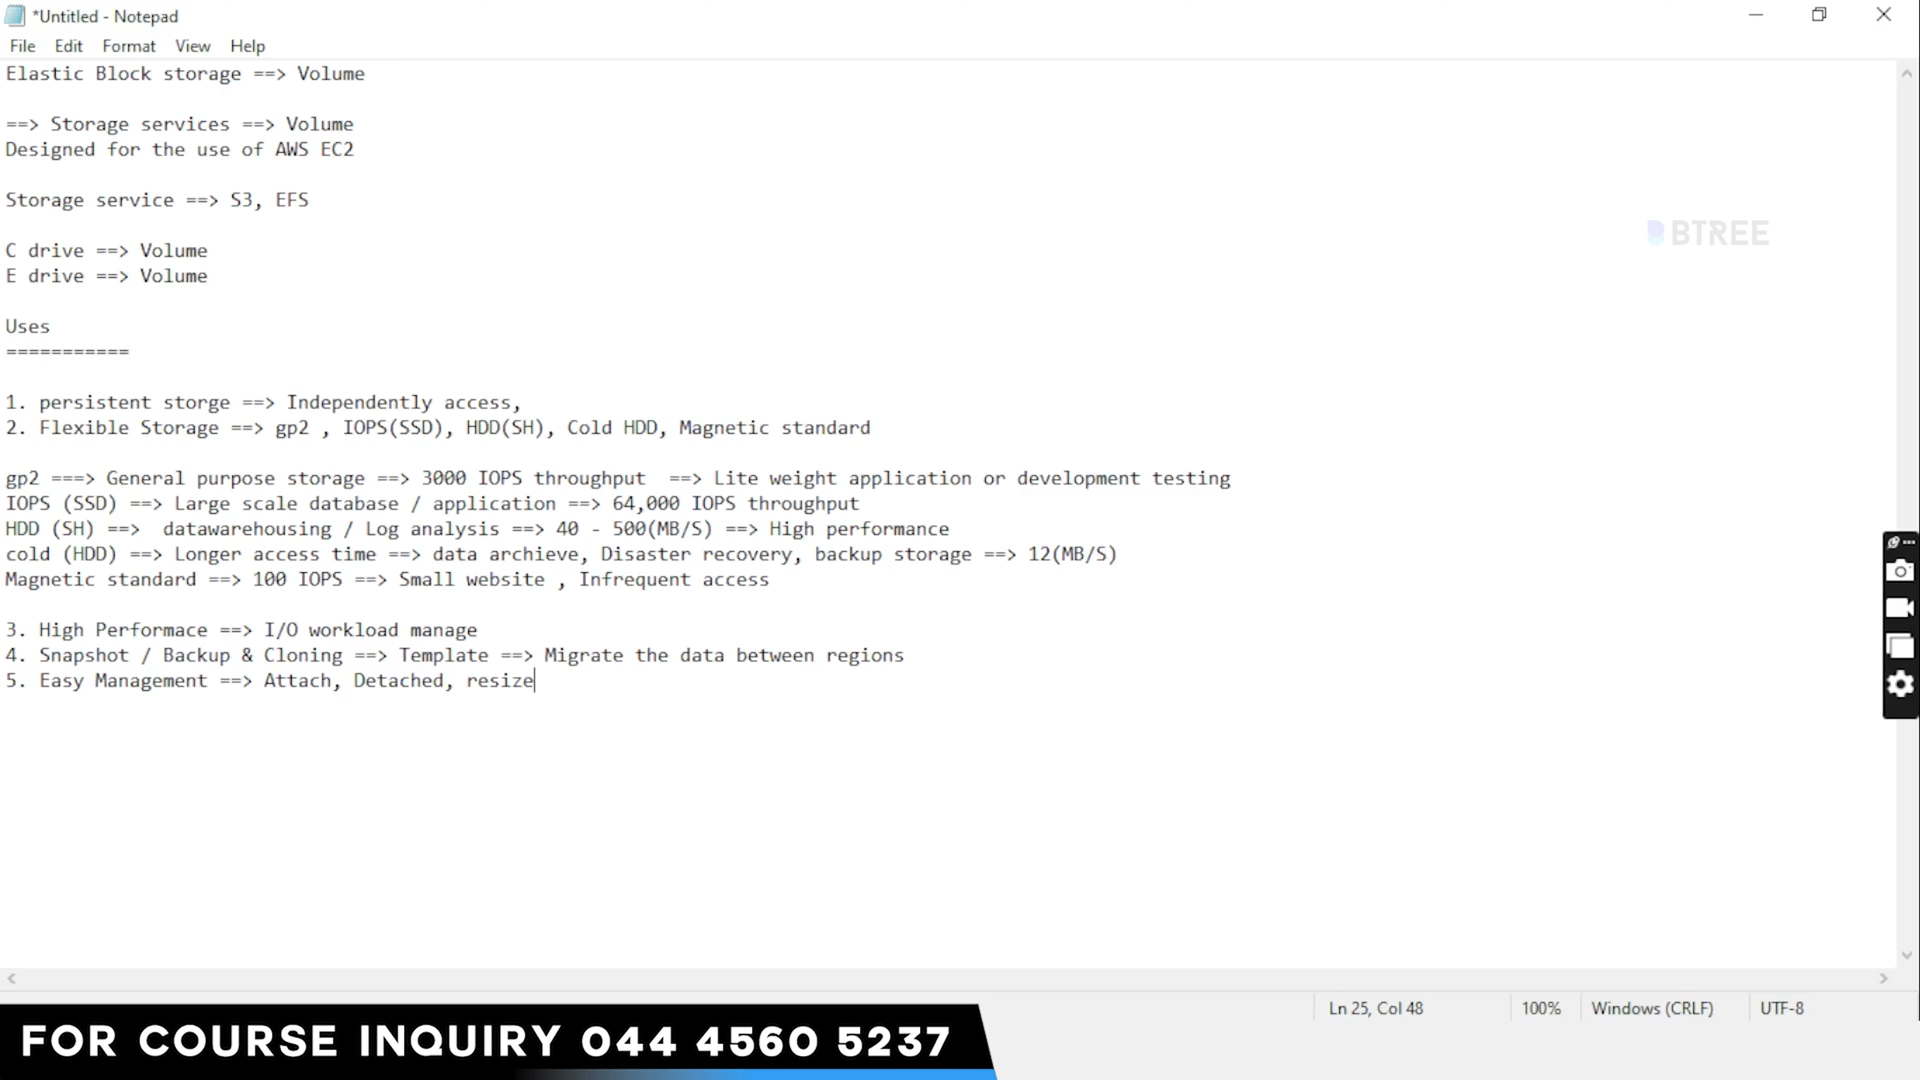 *Untitled - Notepad
File Edit Format View Help
Elastic Block storage ==> Volume
==> Storage services ==> Volume
Designed for the use of AWS EC2
Storage service ==> S3, EFS
BTREE
C drive ==> Volume
E drive ==> Volume
Uses
===========
1. persistent storge ==> Independently access,
2. Flexible Storage ==> gp2 , IOPS(SSD), HDD(SH), Cold HDD, Magnetic standard
gp2 ===> General purpose storage ==> 3000 IOPS throughput  ==> Lite weight application or development testing
IOPS (SSD) ==> Large scale database / application ==> 64,000 IOPS throughput
HDD (SH) ==>  datawarehousing / Log analysis ==> 40 - 500(MB/S) ==> High performance
cold (HDD) ==> Longer access time ==> data archieve, Disaster recovery, backup storage ==> 12(MB/S)
Magnetic standard ==> 100 IOPS ==> Small website , Infrequent access
3. High Performace ==> I/O workload manage
4. Snapshot / Backup & Cloning ==> Template ==> Migrate the data between regions
5. Easy Management ==> Attach, Detached, resize
Ln 25, Col 48 100% Windows (CRLF) UTF-8
FOR COURSE INQUIRY 044 4560 5237